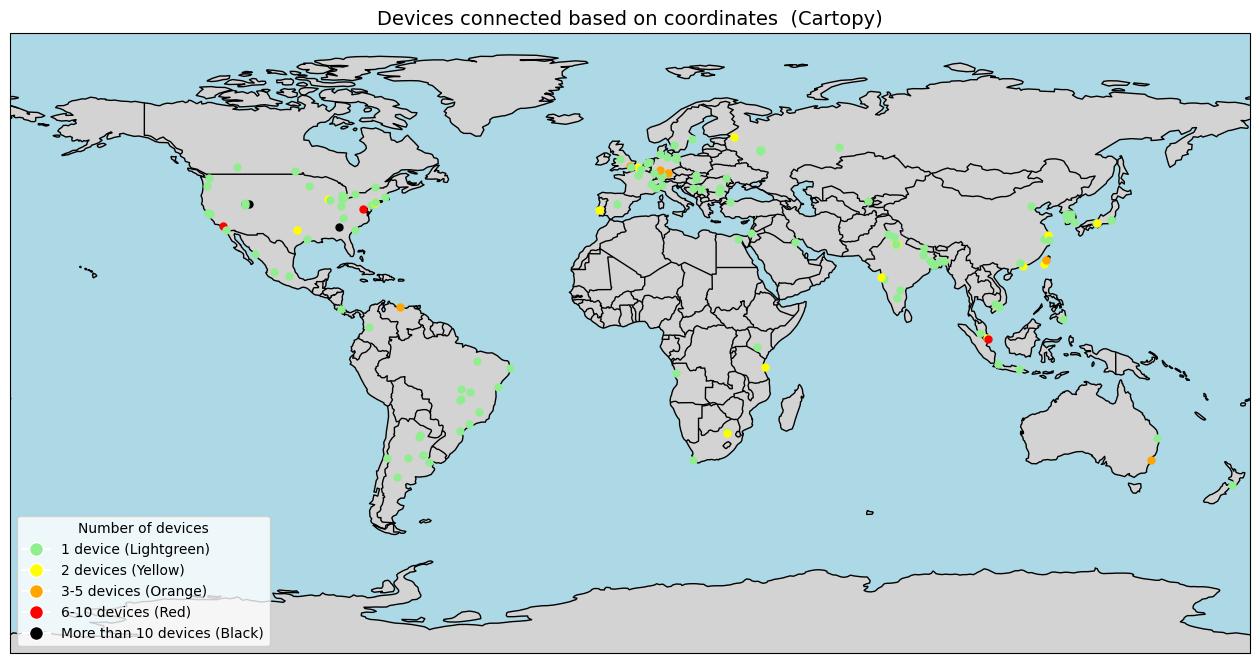 Devices connected based on coordinates  (Cartopy)
Number of devices
1 device (Lightgreen)
2 devices (Yellow)
3-5 devices (Orange)
6-10 devices (Red)
More than 10 devices (Black)